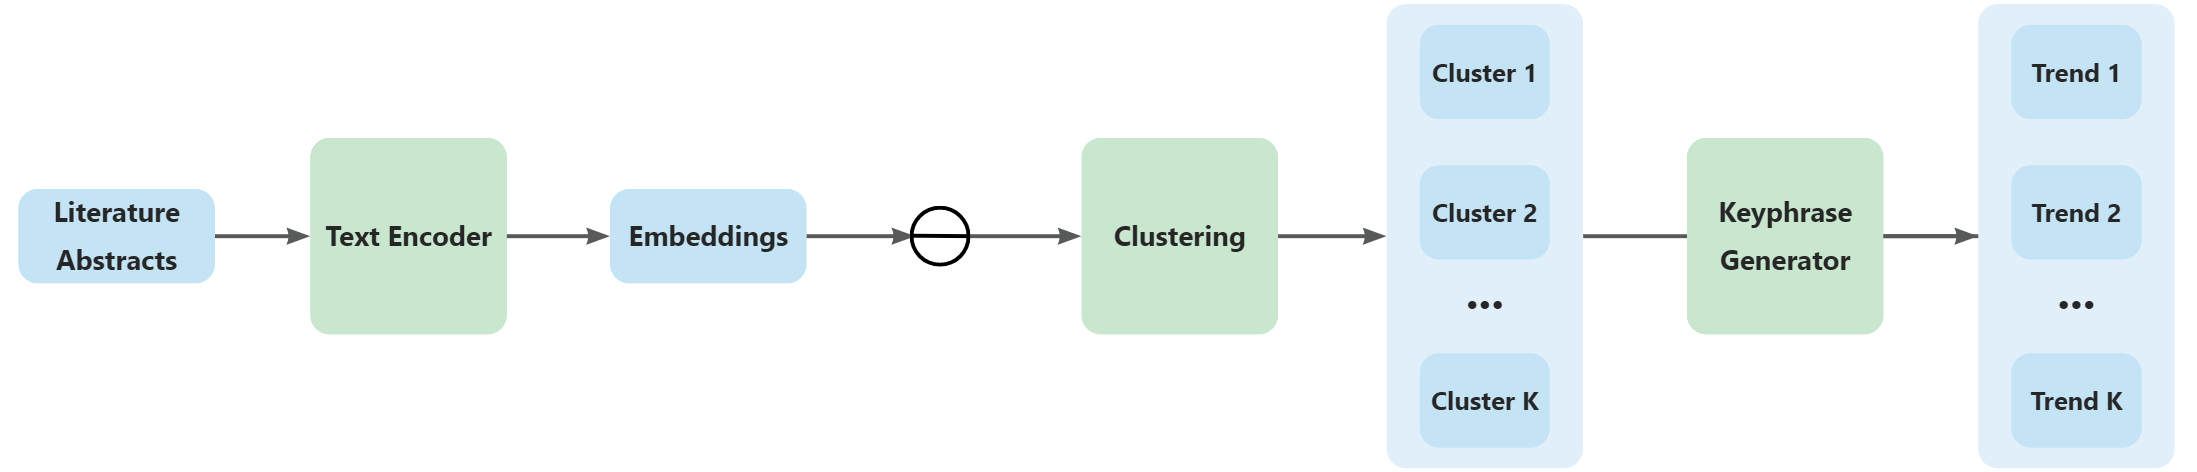 Literature
Abstracts
Text Encoder
Embeddings
Clustering
Cluster 1
Cluster 2
...
Cluster K
Keyphrase
Generator
Trend 1
Trend 2
...
Trend K